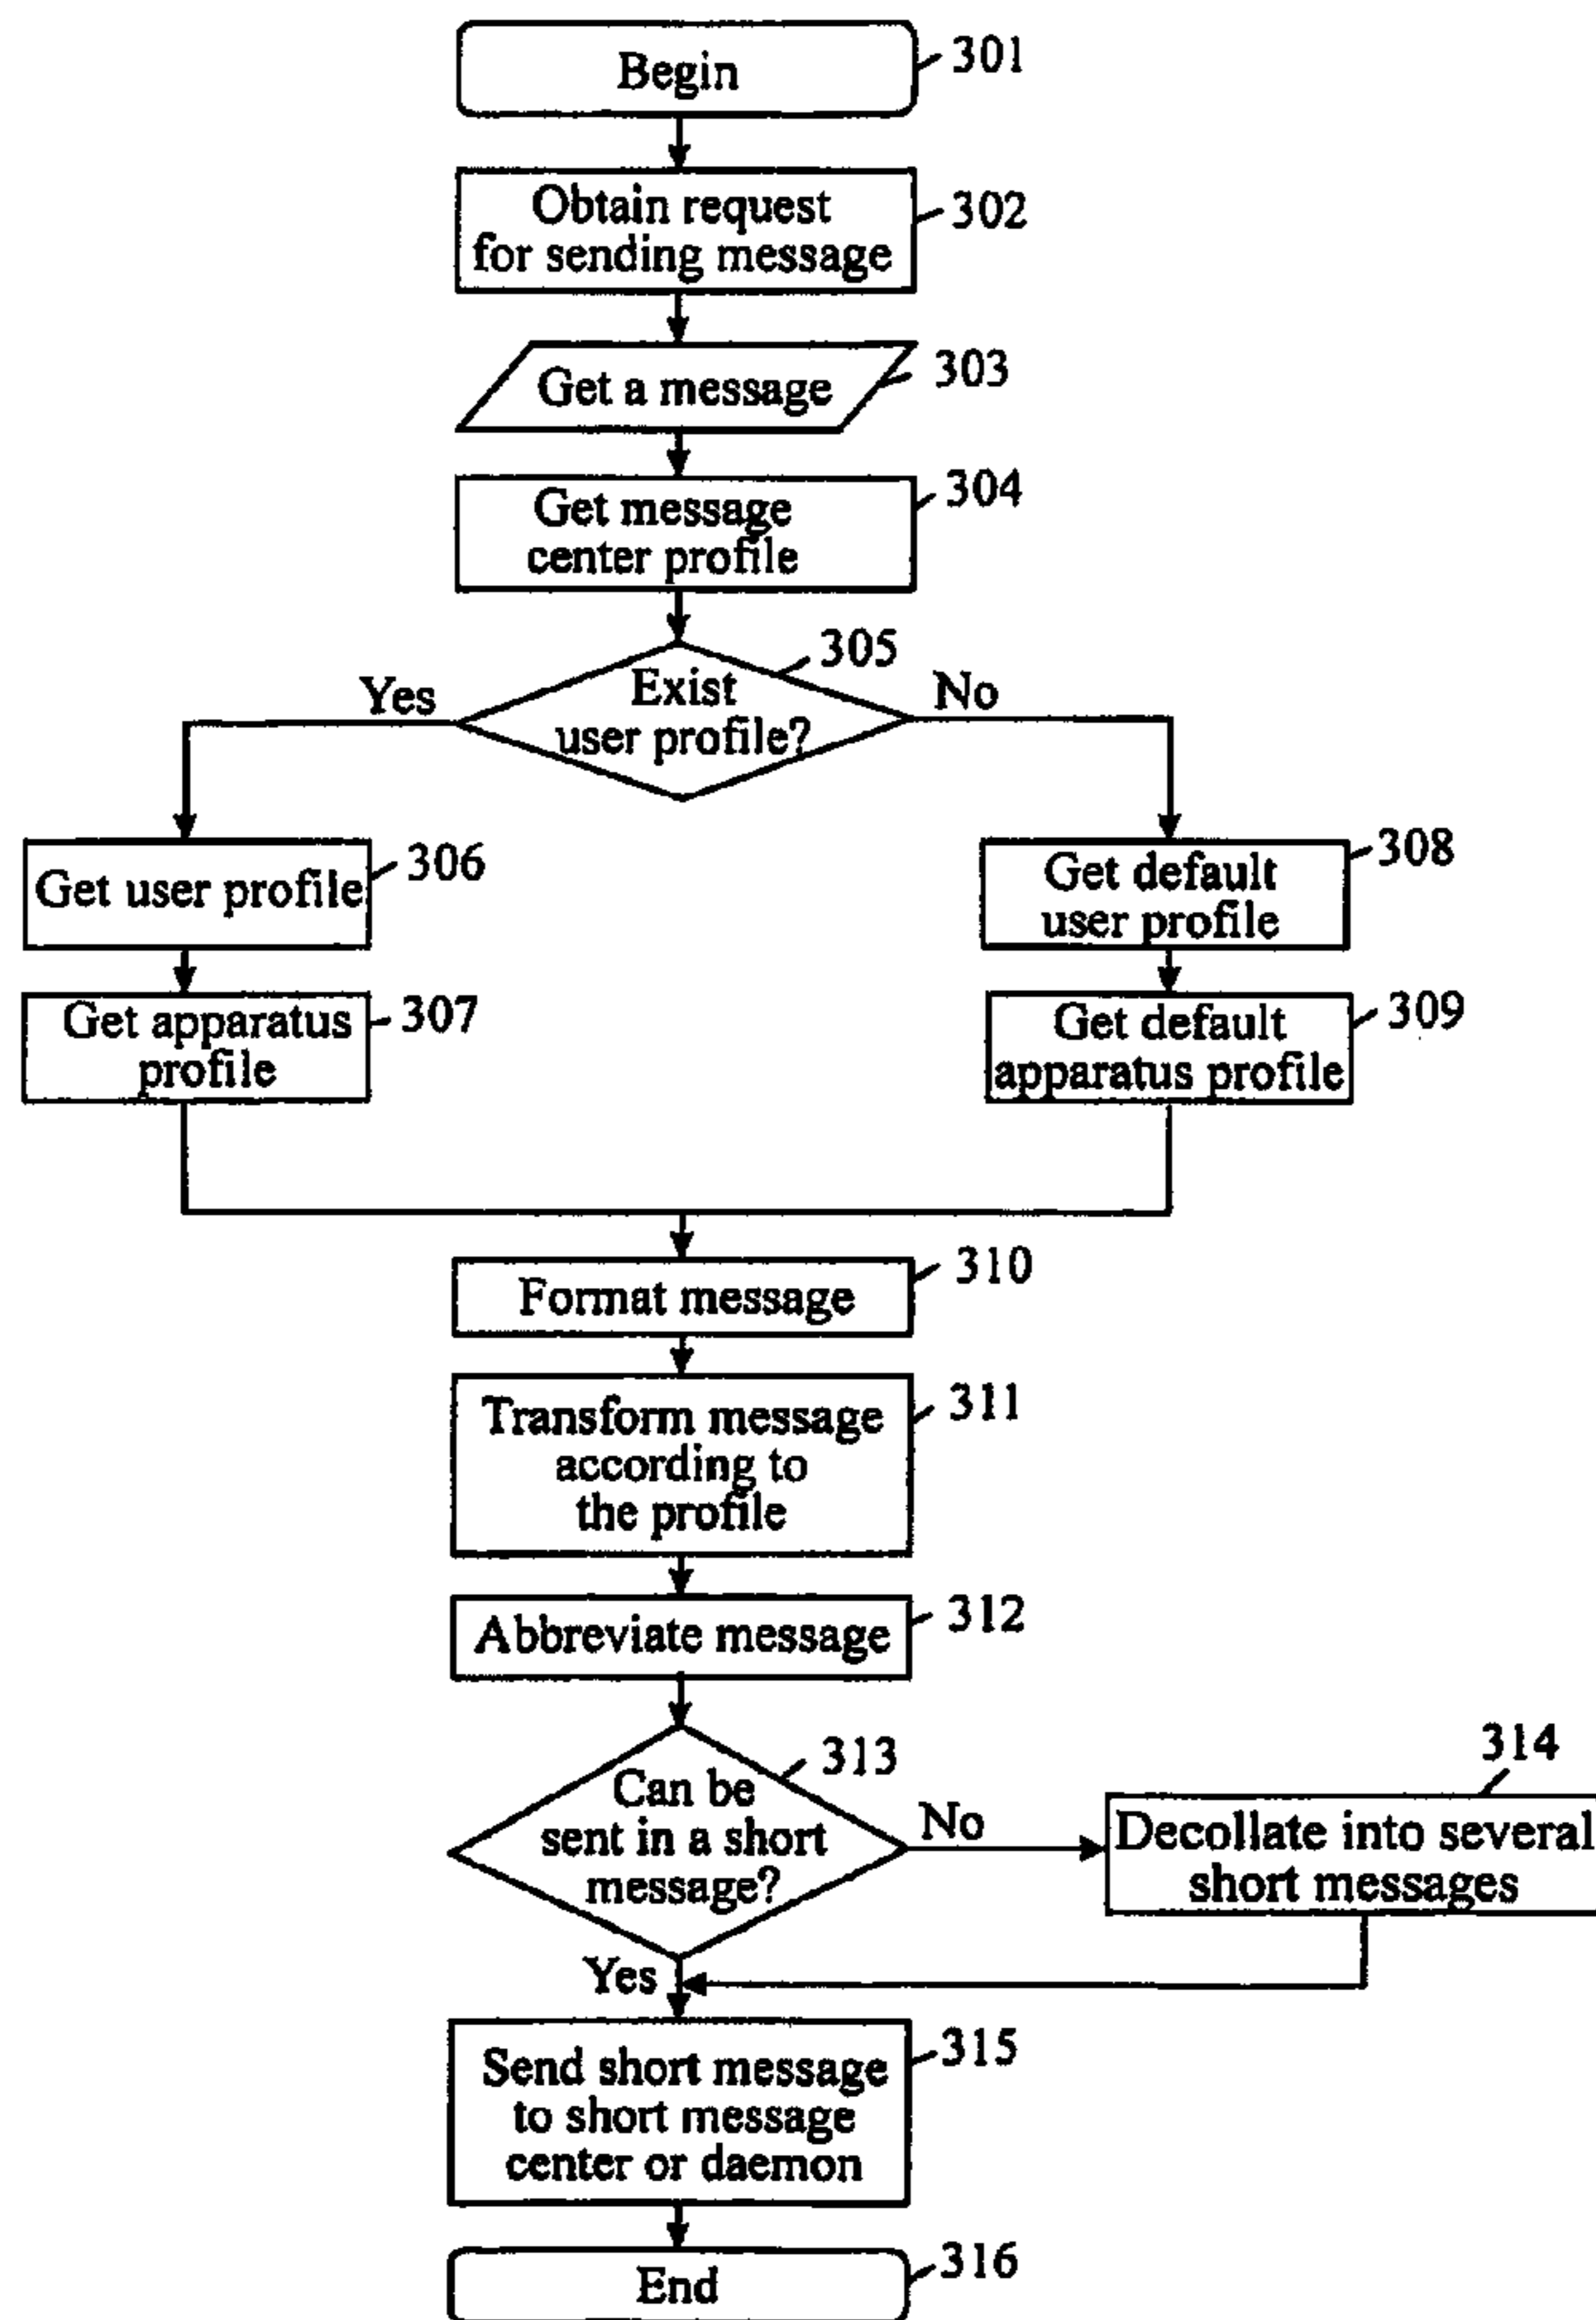 Begin
301
Obtain request
for sending message
302
Get a message
303
Get message
center profile
304
305
Exist
user profile?
Yes
No
Get user profile
306
Get default
user profile
308
Get apparatus
profile
307
Get default
apparatus profile
309
Format message
310
Transform message
according to
the profile
311
Abbreviate message
312
313
Can be
sent in a short
message?
No
314
Decollate into several
short messages
Yes
Send short message
to short message
center or daemon
315
End
316